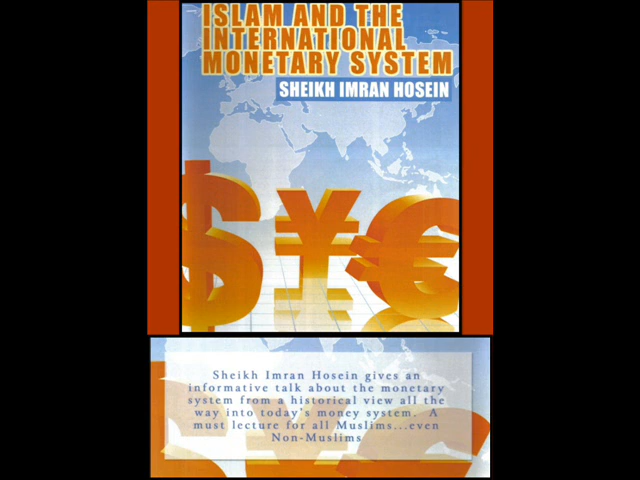 ISLAM AND THE
INTERNATIONAL
MONETARY SYSTEM
SHEIKH IMRAN HOSEIN
$ ¥ €
Sheikh Imran Hosein gives an
informative talk about the monetary
system from a historical view all the
way into today's money system. A
must lecture for all Muslims...even
Non-Muslims